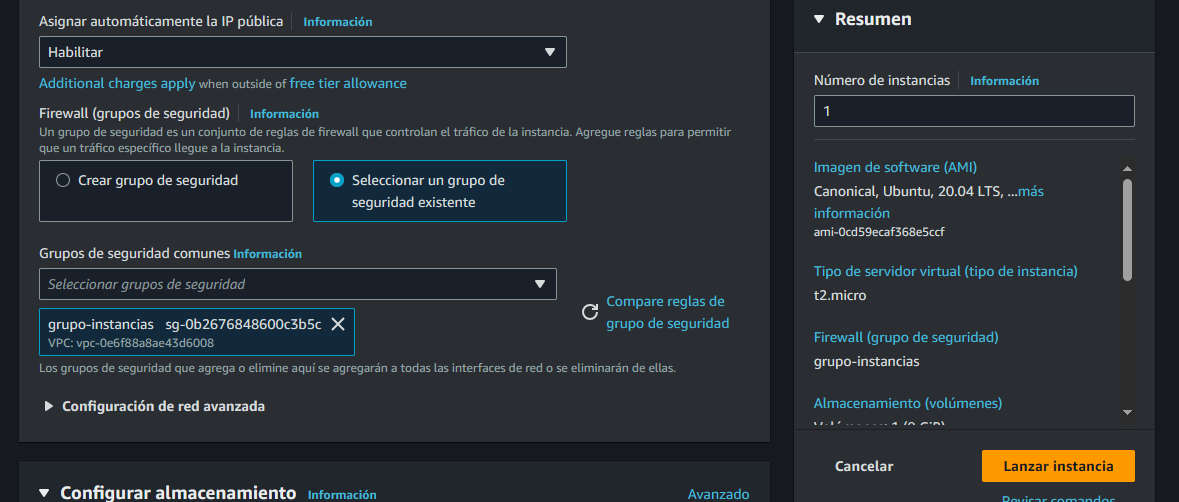 Asignar automáticamente la IP pública Información
Habilitar
Additional charges apply when outside of free tier allowance
Firewall (grupos de seguridad) Información
Un grupo de seguridad es un conjunto de reglas de firewall que controlan el tráfico de la instancia. Agregue reglas para permitir
que un tráfico específico llegue a la instancia.
Crear grupo de seguridad
Seleccionar un grupo de
seguridad existente
Grupos de seguridad comunes Información
Seleccionar grupos de seguridad
grupo-instancias sg-0b2676848600c3b5c
VPC: vpc-0e6f88a8ae43d6008
Compare reglas de
grupo de seguridad
Los grupos de seguridad que agrega o elimine aquí se agregarán a todas las interfaces de red o se eliminarán de ellas.
Configuración de red avanzada
Configurar almacenamiento Información Avanzado
Resumen
Número de instancias Información
1
Imagen de software (AMI)
Canonical, Ubuntu, 20.04 LTS, ...más
información
ami-0cd59ecaf368e5ccf
Tipo de servidor virtual (tipo de instancia)
t2.micro
Firewall (grupo de seguridad)
grupo-instancias
Almacenamiento (volúmenes)
Cancelar
Lanzar instancia
Revisar comandos